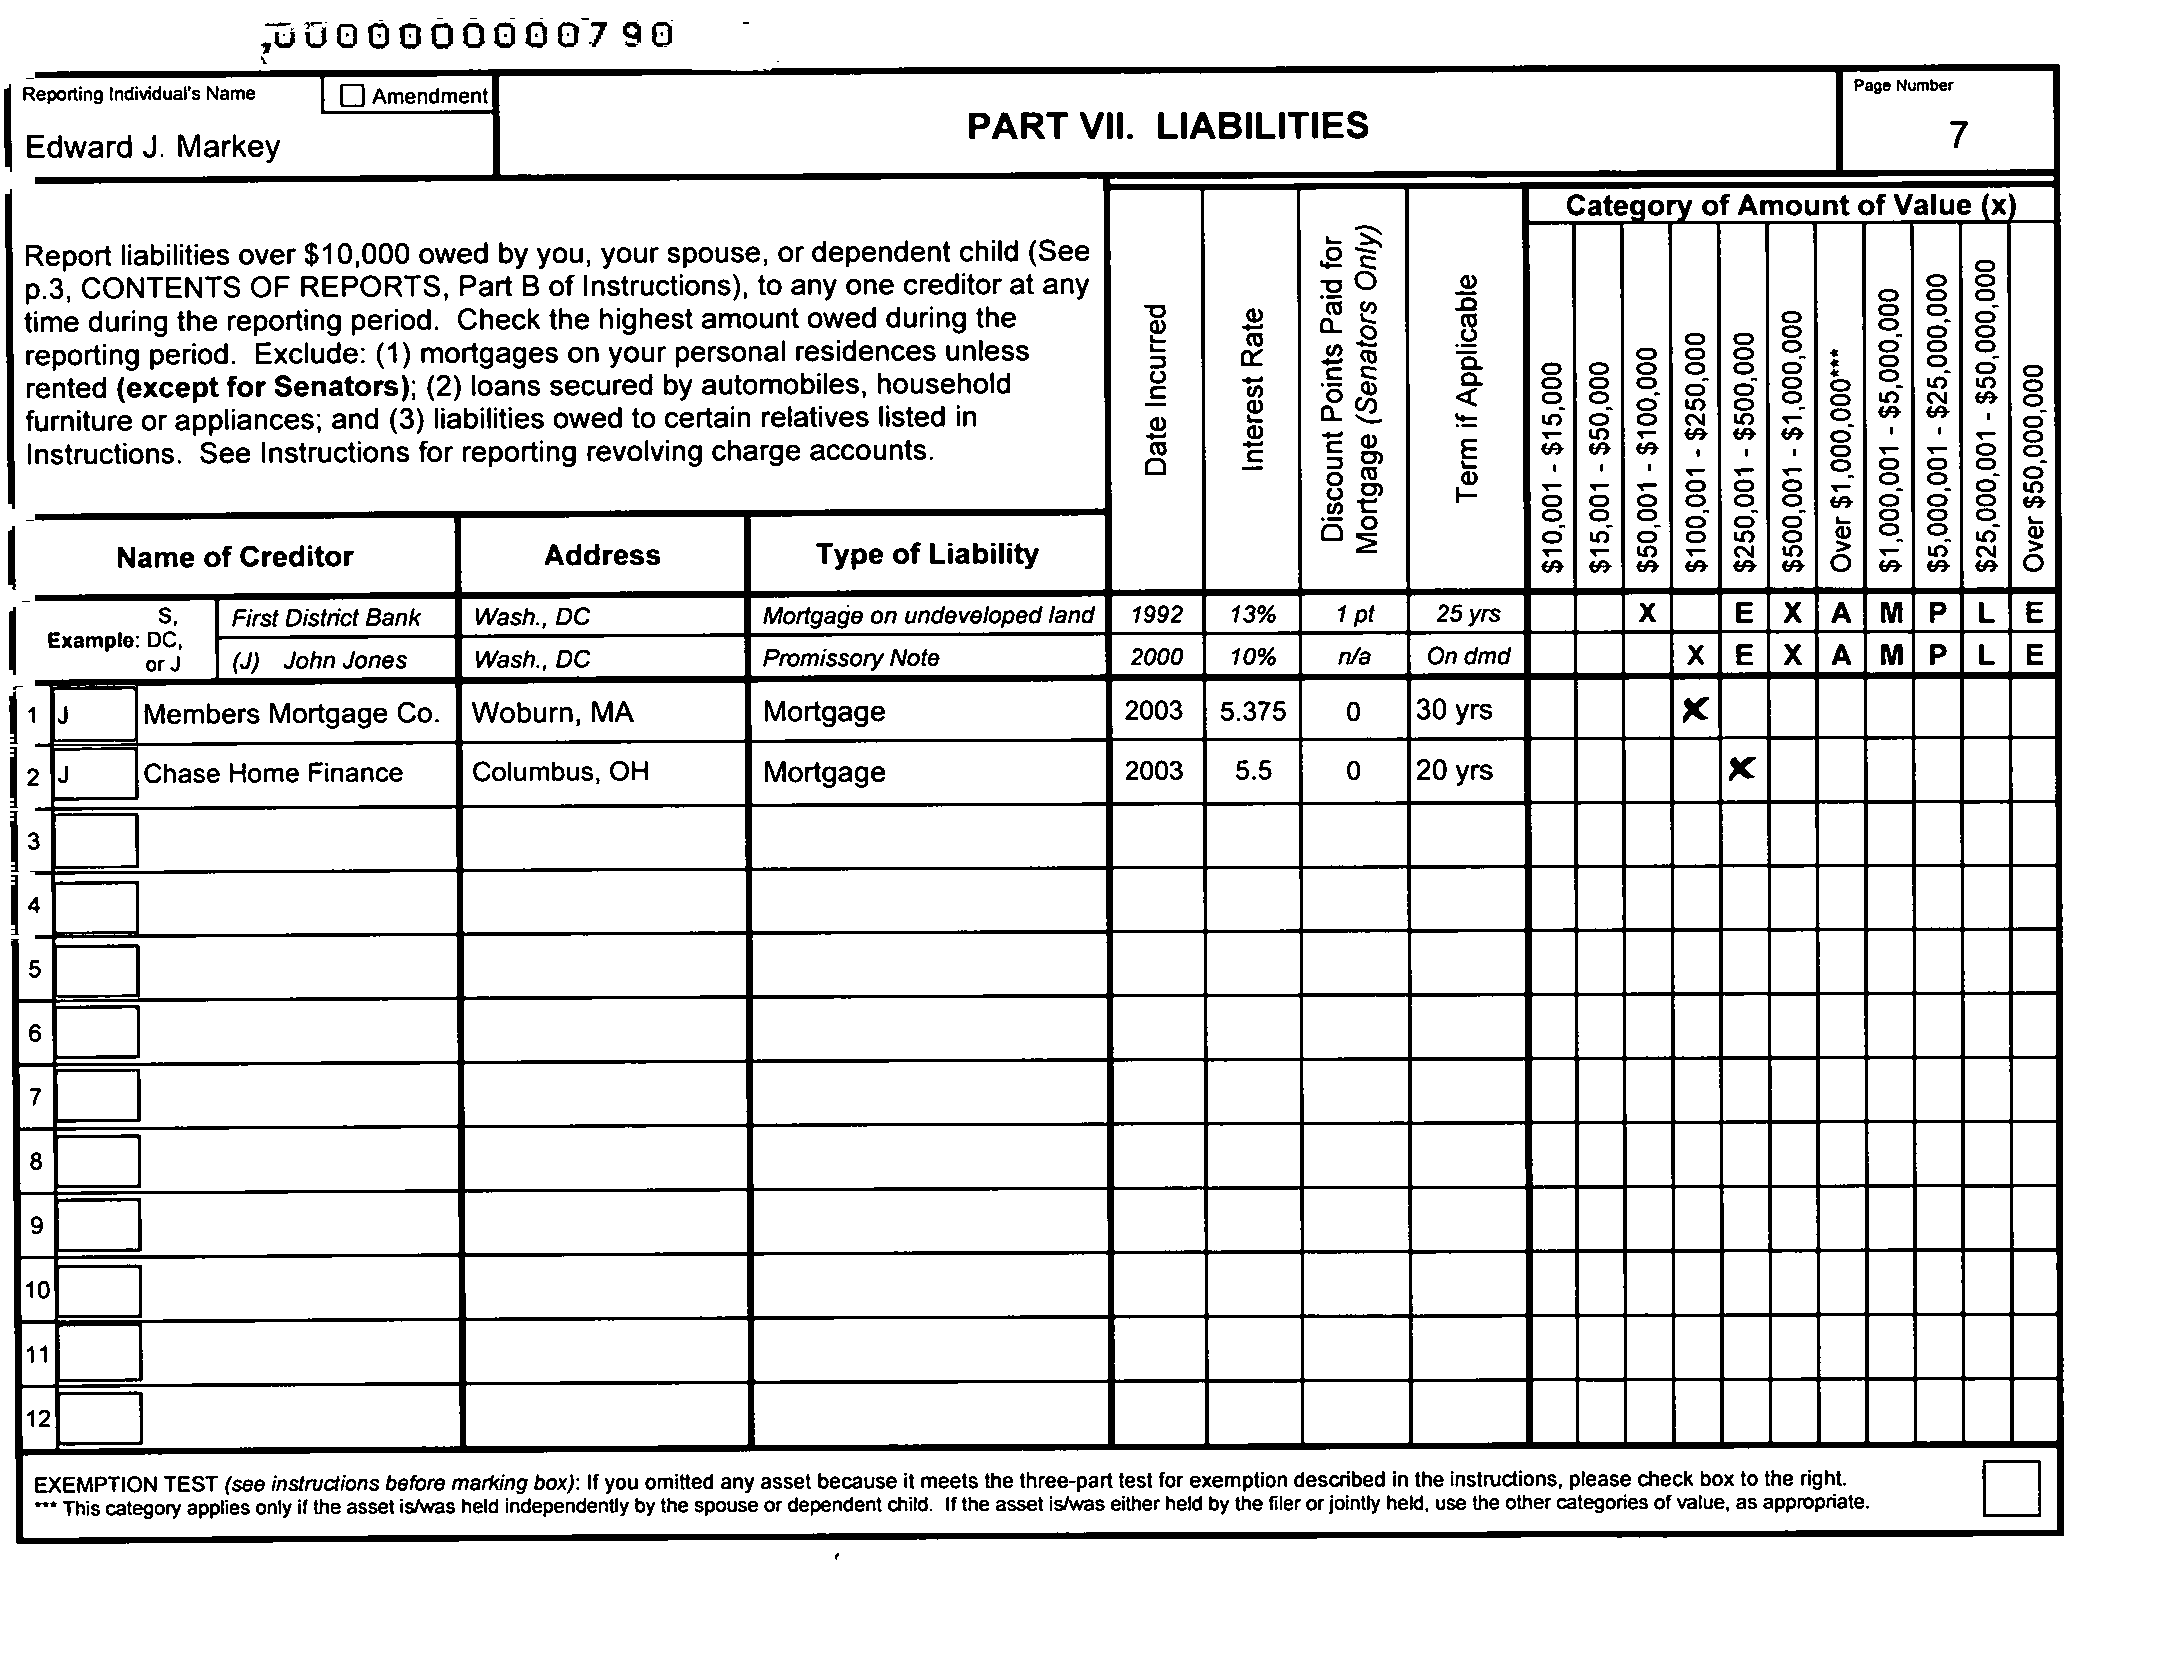 000000000790
Reporting Individual's Name
Amendment
Edward J. Markey
PART VII. LIABILITIES
Page Number
7
Report liabilities over $10,000 owed by you, your spouse, or dependent child (See
p.3, CONTENTS OF REPORTS, Part B of Instructions), to any one creditor at any
time during the reporting period. Check the highest amount owed during the
reporting period. Exclude: (1) mortgages on your personal residences unless
rented (except for Senators); (2) loans secured by automobiles, household
furniture or appliances; and (3) liabilities owed to certain relatives listed in
Instructions. See Instructions for reporting revolving charge accounts.
Name of Creditor
Address
Type of Liability
Date Incurred
Interest Rate
Discount Points Paid for
Mortgage (Senators Only)
Term if Applicable
Category of Amount of Value (x)
$10,001 - $15,000
$15,001 - $50,000
$50,001 - $100,000
$100,001 - $250,000
$250,001 - $500,000
$500,001 - $1,000,000
Over $1,000,000***
$1,000,001 - $5,000,000
$5,000,001 - $25,000,000
$25,000,001 - $50,000,000
Over $50,000,000
Example:
S,
DC,
or J
First District Bank Wash., DC Mortgage on undeveloped land 1992 13% 1 pt 25 yrs X E X A M P L E
(J) John Jones Wash., DC Promissory Note 2000 10% n/a On dmd X E X A M P L E
1 J Members Mortgage Co. Woburn, MA Mortgage 2003 5.375 0 30 yrs X
2 J Chase Home Finance Columbus, OH Mortgage 2003 5.5 0 20 yrs X
3
4
5
6
7
8
9
10
11
12
EXEMPTION TEST (see instructions before marking box): If you omitted any asset because it meets the three-part test for exemption described in the instructions, please check box to the right.
*** This category applies only if the asset is/was held independently by the spouse or dependent child. If the asset is/was either held by the filer or jointly held, use the other categories of value, as appropriate.